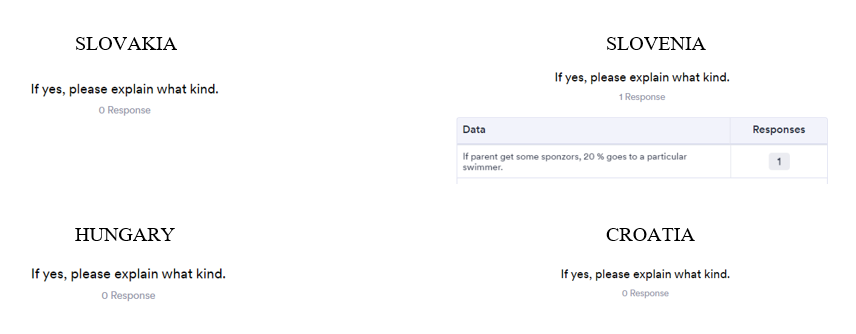 SLOVAKIA
If yes, please explain what kind.
0 Response
SLOVENIA
If yes, please explain what kind.
1 Response
Data Responses
If parent get some sponzors, 20 % goes to a particular
swimmer.
1
HUNGARY
If yes, please explain what kind.
0 Response
CROATIA
If yes, please explain what kind.
0 Response